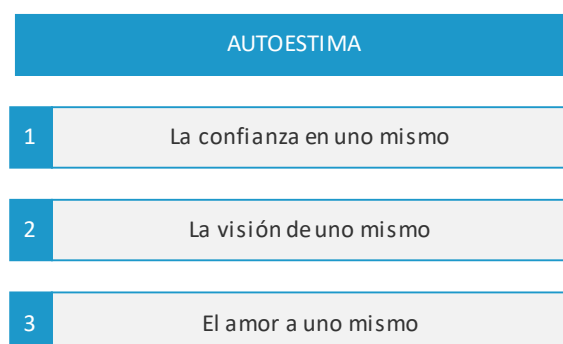 AUTOESTIMA
1 La confianza en uno mismo
2 La visión de uno mismo
3 El amor a uno mismo